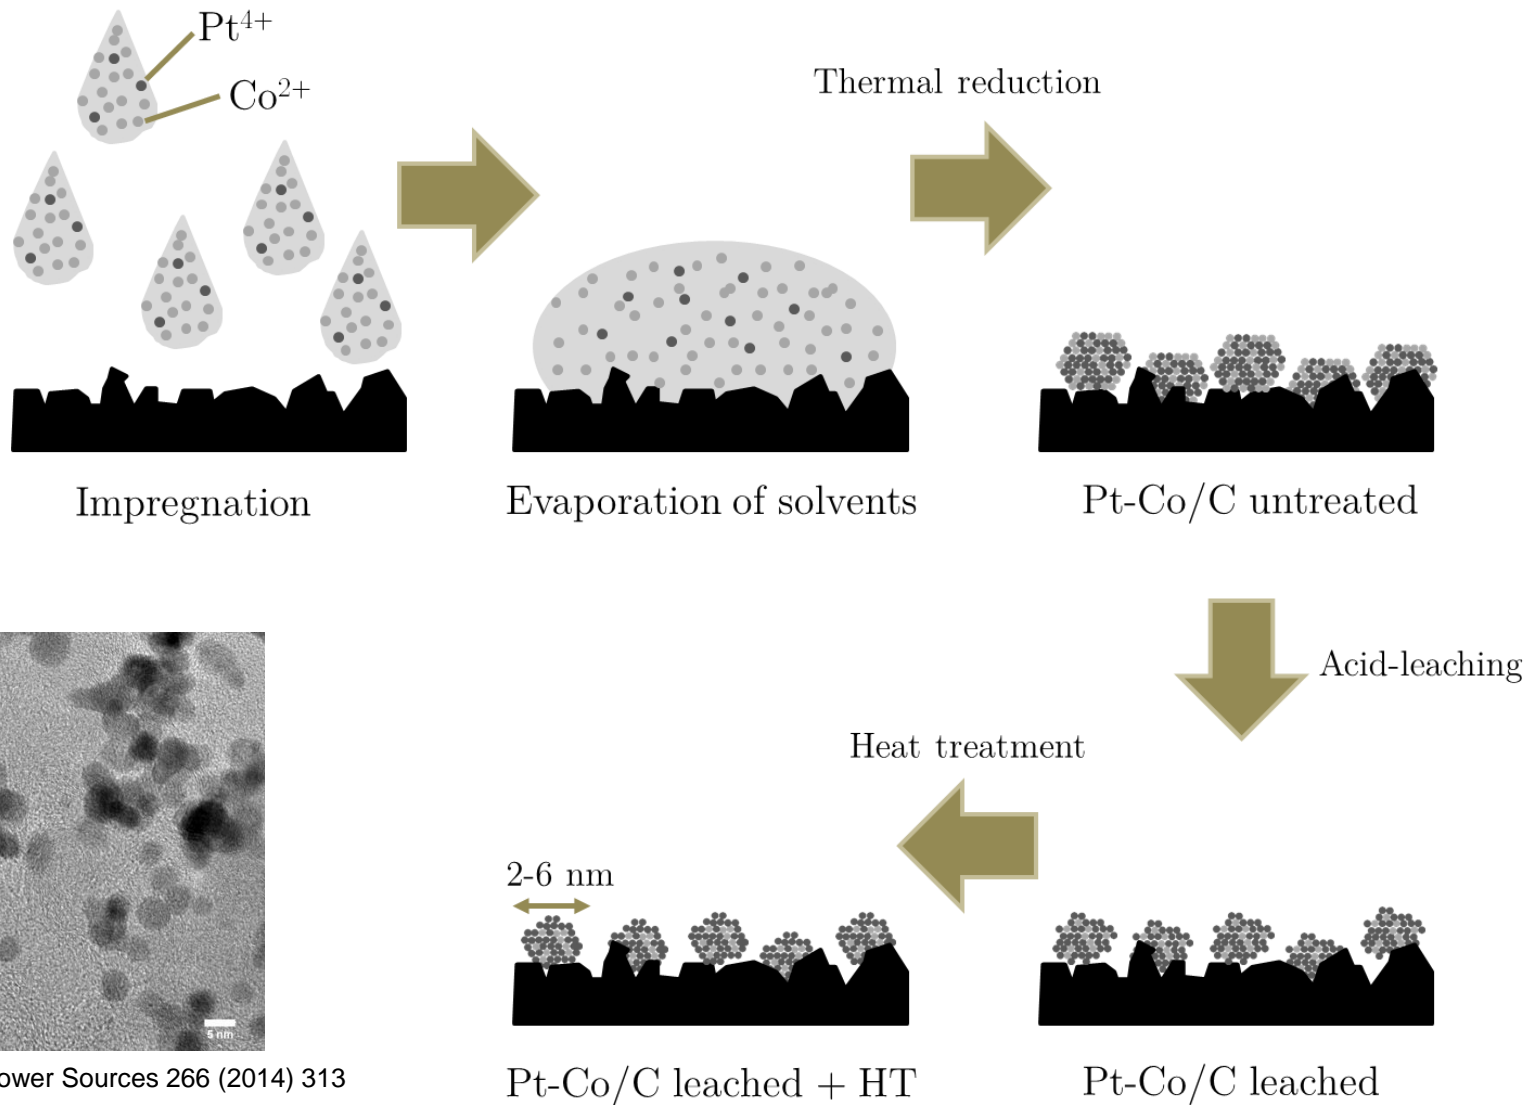 Pt4+
Co2+
Thermal reduction
Impregnation
Evaporation of solvents
Pt-Co/C untreated
Acid-leaching
Heat treatment
2-6 nm
5 nm
ower Sources 266 (2014) 313
Pt-Co/C leached + HT
Pt-Co/C leached